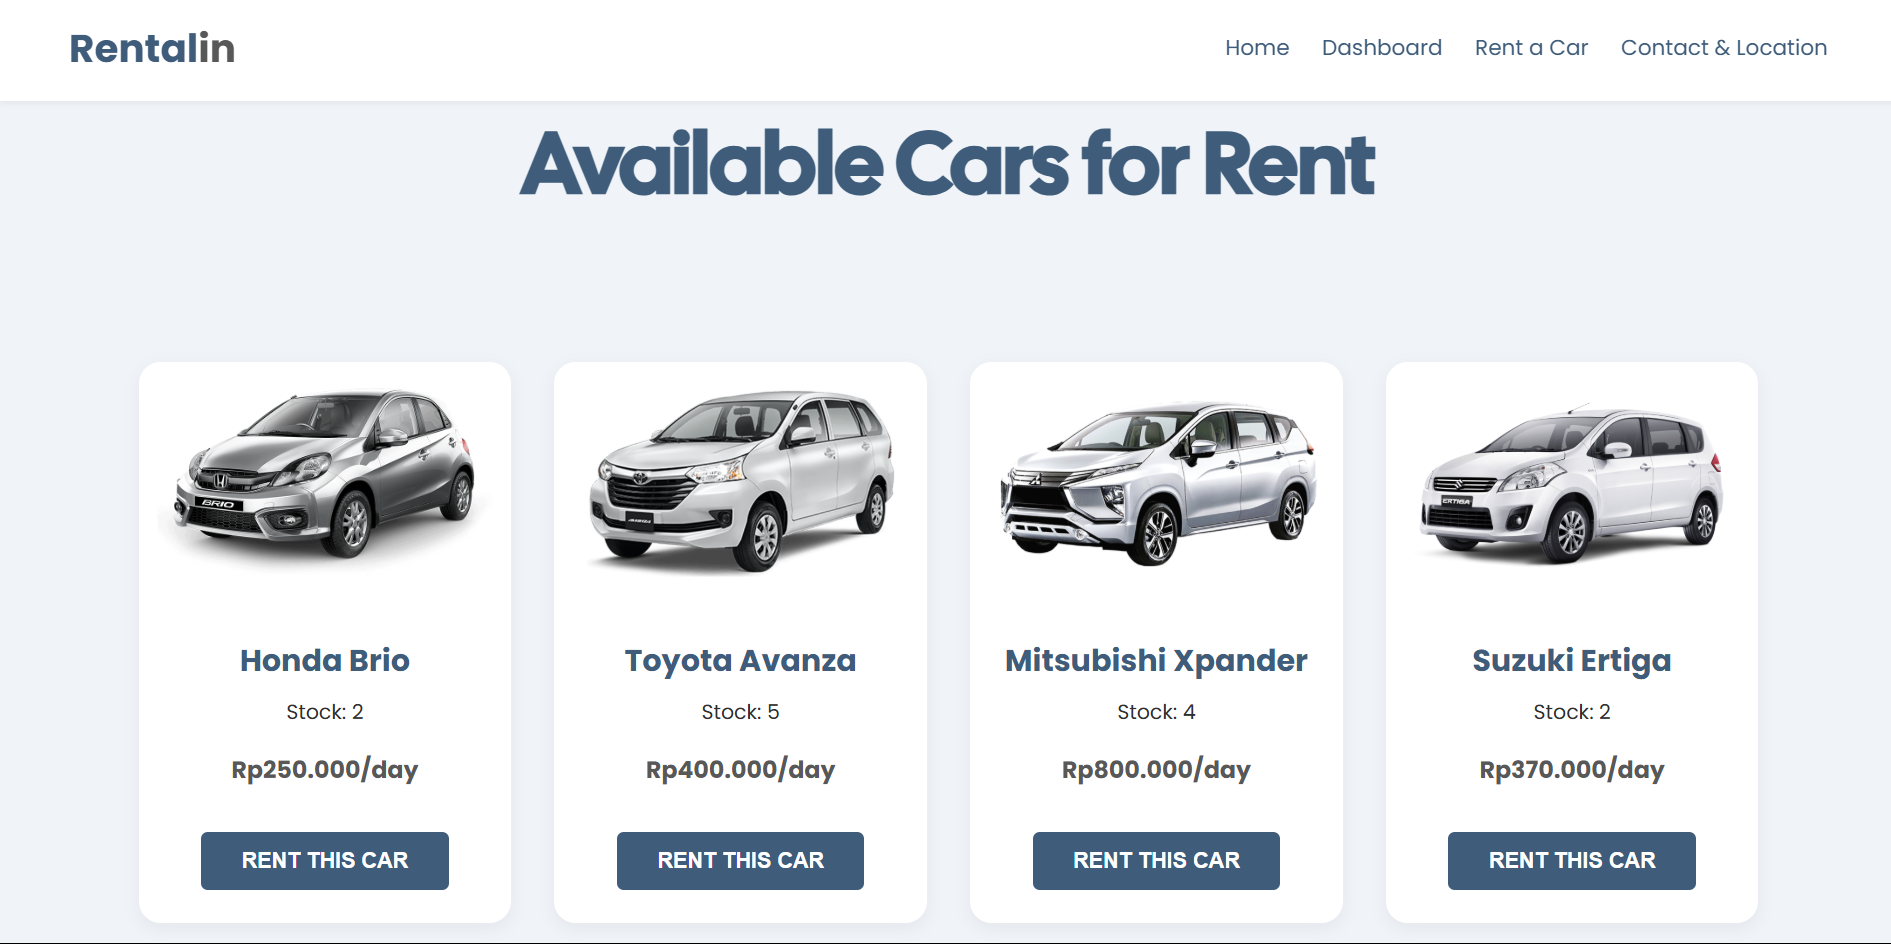 Rentalin
Home Dashboard Rent a Car Contact & Location
Available Cars for Rent
BRIO
AVANZA
ERTIGA
Honda Brio
Toyota Avanza
Mitsubishi Xpander
Suzuki Ertiga
Stock: 2
Stock: 5
Stock: 4
Stock: 2
Rp250.000/day
Rp400.000/day
Rp800.000/day
Rp370.000/day
RENT THIS CAR
RENT THIS CAR
RENT THIS CAR
RENT THIS CAR